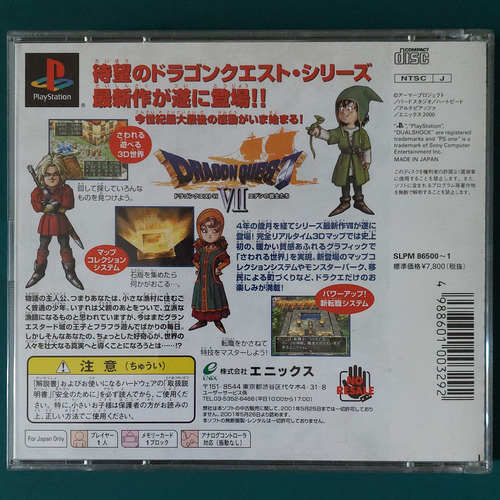 PlayStation
待望のドラゴンクエスト・シリーズ
最新作が遂に登場!!
今世紀最大最後の感動がいま始まる!
COMPACT
disc
NTSC J
©アーマープロジェクト
/バードスタジオ/ハートビート
/アルテピアッツァ
/エニックス2000
"PlayStation",
"DUALSHOCK" are registered
trademarks and "PS one" is a
trademark of Sony Computer
Entertainment Inc.
MADE IN JAPAN
SLPM 86500~1
標準価格¥7,800(税抜)
さわれる
遊べる
3D世界
回して探していろんな
ものを見つけよう。
DRAGON QUEST VII
ドラゴンクエストVII エデンの戦士たち
マップ
コレクション
システム
石版を集めたら
何かがおこる…。
4年の歳月を経てシリーズ最新作VIIが遂に登
場!完全リアルタイム3Dマップでは史上
初の、暖かい質感あふれるグラフィックで
「さわれる世界」を実現。新登場のマップコ
レクションシステムやモンスターパーク、移
民による町づくりなど、ドラクエだけのお
楽しみが満載!
パワーアップ!
新転職システム
転職をかさねて
特技をマスターしよう!
物語の主人公、つまりあなたは、小さな漁村に住むご
く普通の少年。いずれは父親のあとをついで、立派な
漁師になるものと思われていますが、今はまだグラン
エスタード城の王子とフラフラ遊んでばかりの毎日。
しかしそんなあなたの、ちょっとした好奇心が、世界の
人々を壮大なる真実へと導くことになろうとは…!?
注意(ちゅうい)
「解説書」およびお使いになるハードウェアの「取扱説
明書」、「安全のために」を必ず読んでから、ご使用くだ
さい。特に、小さいお子様は保護者の方がお読みの
上、正しい方法でご使用ください。
ENIX
株式会社 エニックス
〒151-8544 東京都渋谷区代々木4-31-8
ユーザーサービス係
NO
RESALE
4988601003292
For Japan Only
プレイヤー
1人
メモリーカード
1ブロック
アナログコントローラ
対応(振動なし)